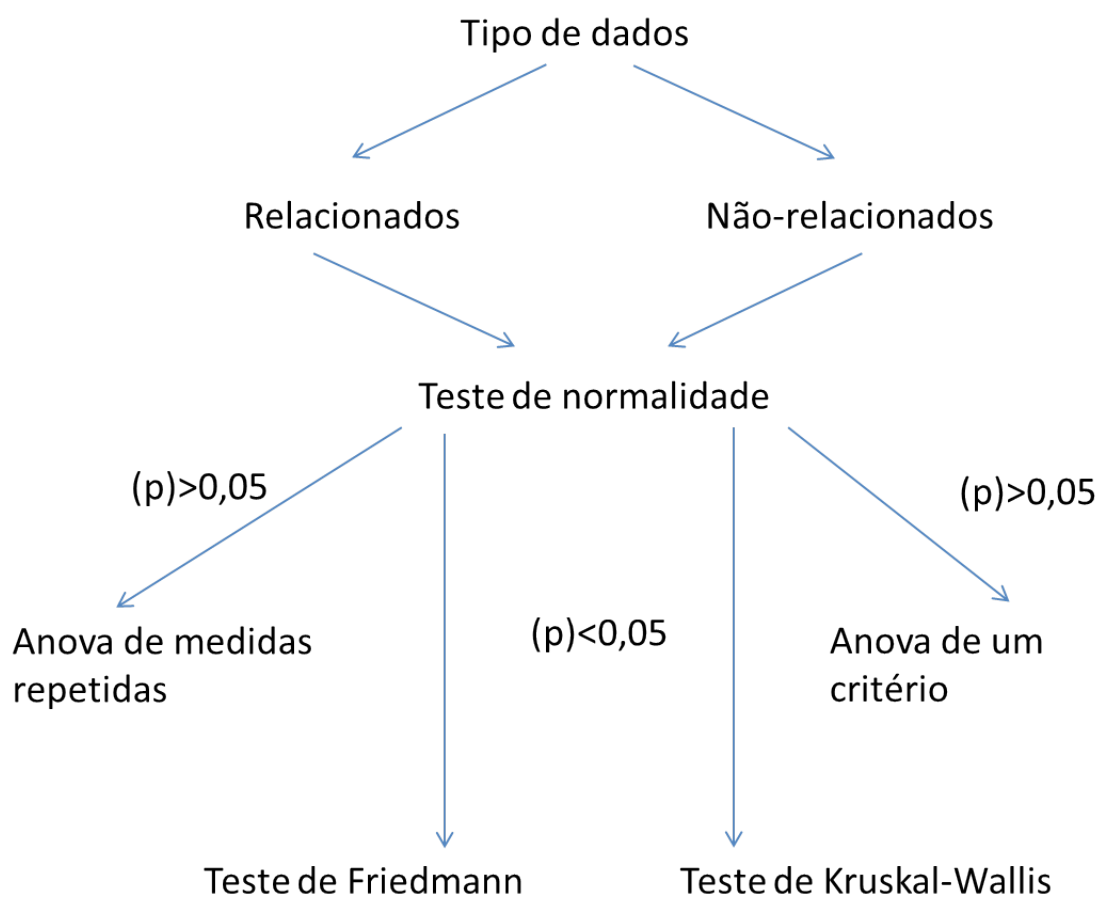 Tipo de dados
Relacionados
Não-relacionados
Teste de normalidade
(p)>0,05
(p)>0,05
Anova de medidas
repetidas
(p)<0,05
Anova de um
critério
Teste de Friedmann
Teste de Kruskal-Wallis